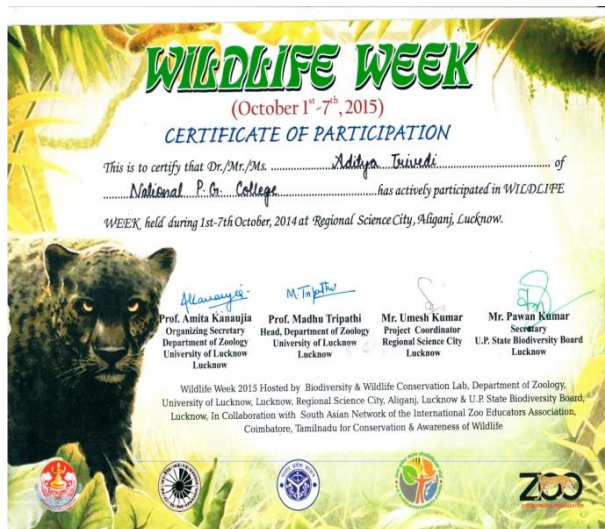 WILDLIFE WEEK
(October 1st-7th, 2015)
CERTIFICATE OF PARTICIPATION
This is to certify that Dr./Mr./Ms. Aditya Trivedi of
National P.G. College has actively participated in WILDLIFE
WEEK held during 1st-7th October, 2014 at Regional Science City, Aliganj, Lucknow.
AKanaujia M.Tripathi
Prof. Amita Kanaujia Prof. Madhu Tripathi Mr. Umesh Kumar Mr. Pawan Kumar
Organizing Secretary Head, Department of Zoology Project Coordinator Secretary
Department of Zoology University of Lucknow Regional Science City U.P. State Biodiversity Board
University of Lucknow Lucknow Lucknow Lucknow
Lucknow
Wildlife Week 2015 Hosted by Biodiversity & Wildlife Conservation Lab, Department of Zoology,
University of Lucknow, Lucknow, Regional Science City, Aliganj, Lucknow & U.P. State Biodiversity Board,
Lucknow, In Collaboration with South Asian Network of the International Zoo Educators Association,
Coimbatore, Tamilnadu for Conservation & Awareness of Wildlife
ZOO